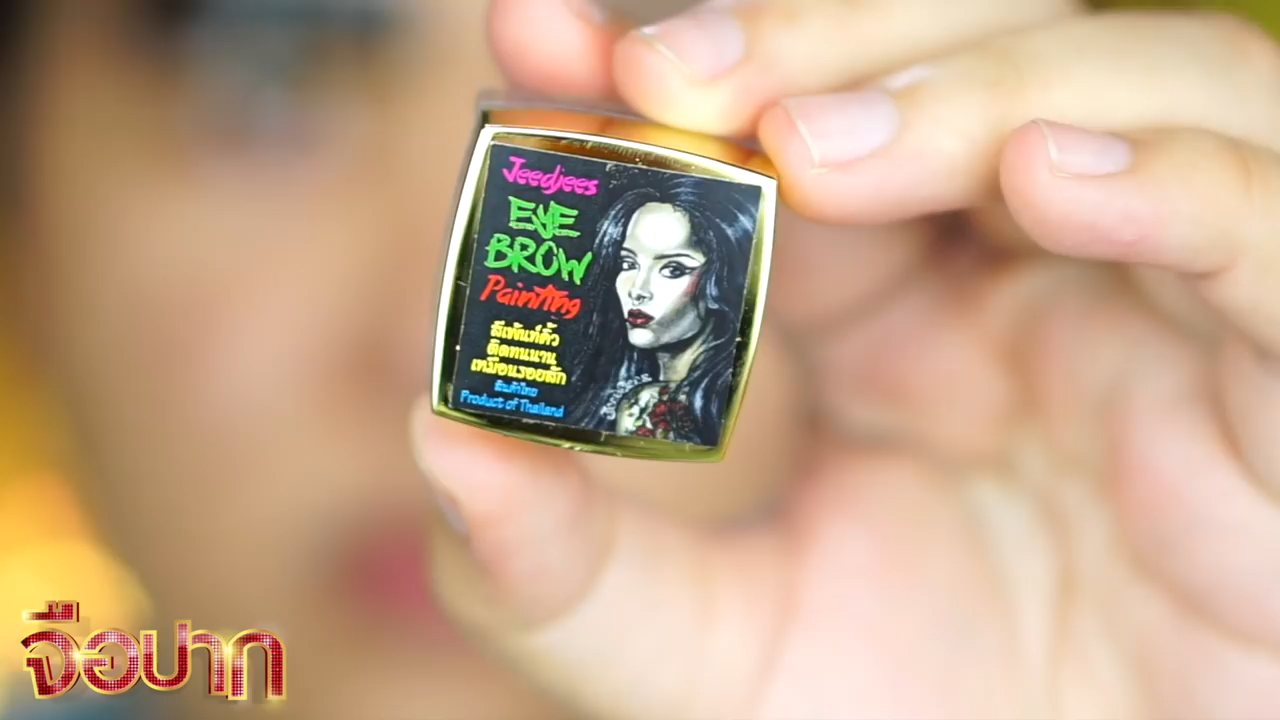 Jeedjees
EYE
BROW
Painting
สีเพ้นท์คิ้ว
ติดทนนาน
เหมือนรอยสัก
สินค้าไทย
Product of Thailand
จือปาก